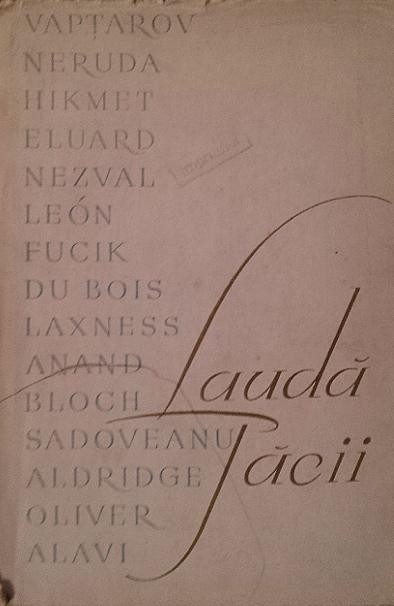 VAPȚAROV
NERUDA
HIKMET
ELUARD
NEZVAL
LEÓN
FUCIK
DU BOIS
LAXNESS
ANAND
BLOCH
SADOVEANU
ALDRIDGE
OLIVER
ALAVI
Laudă
Păcii